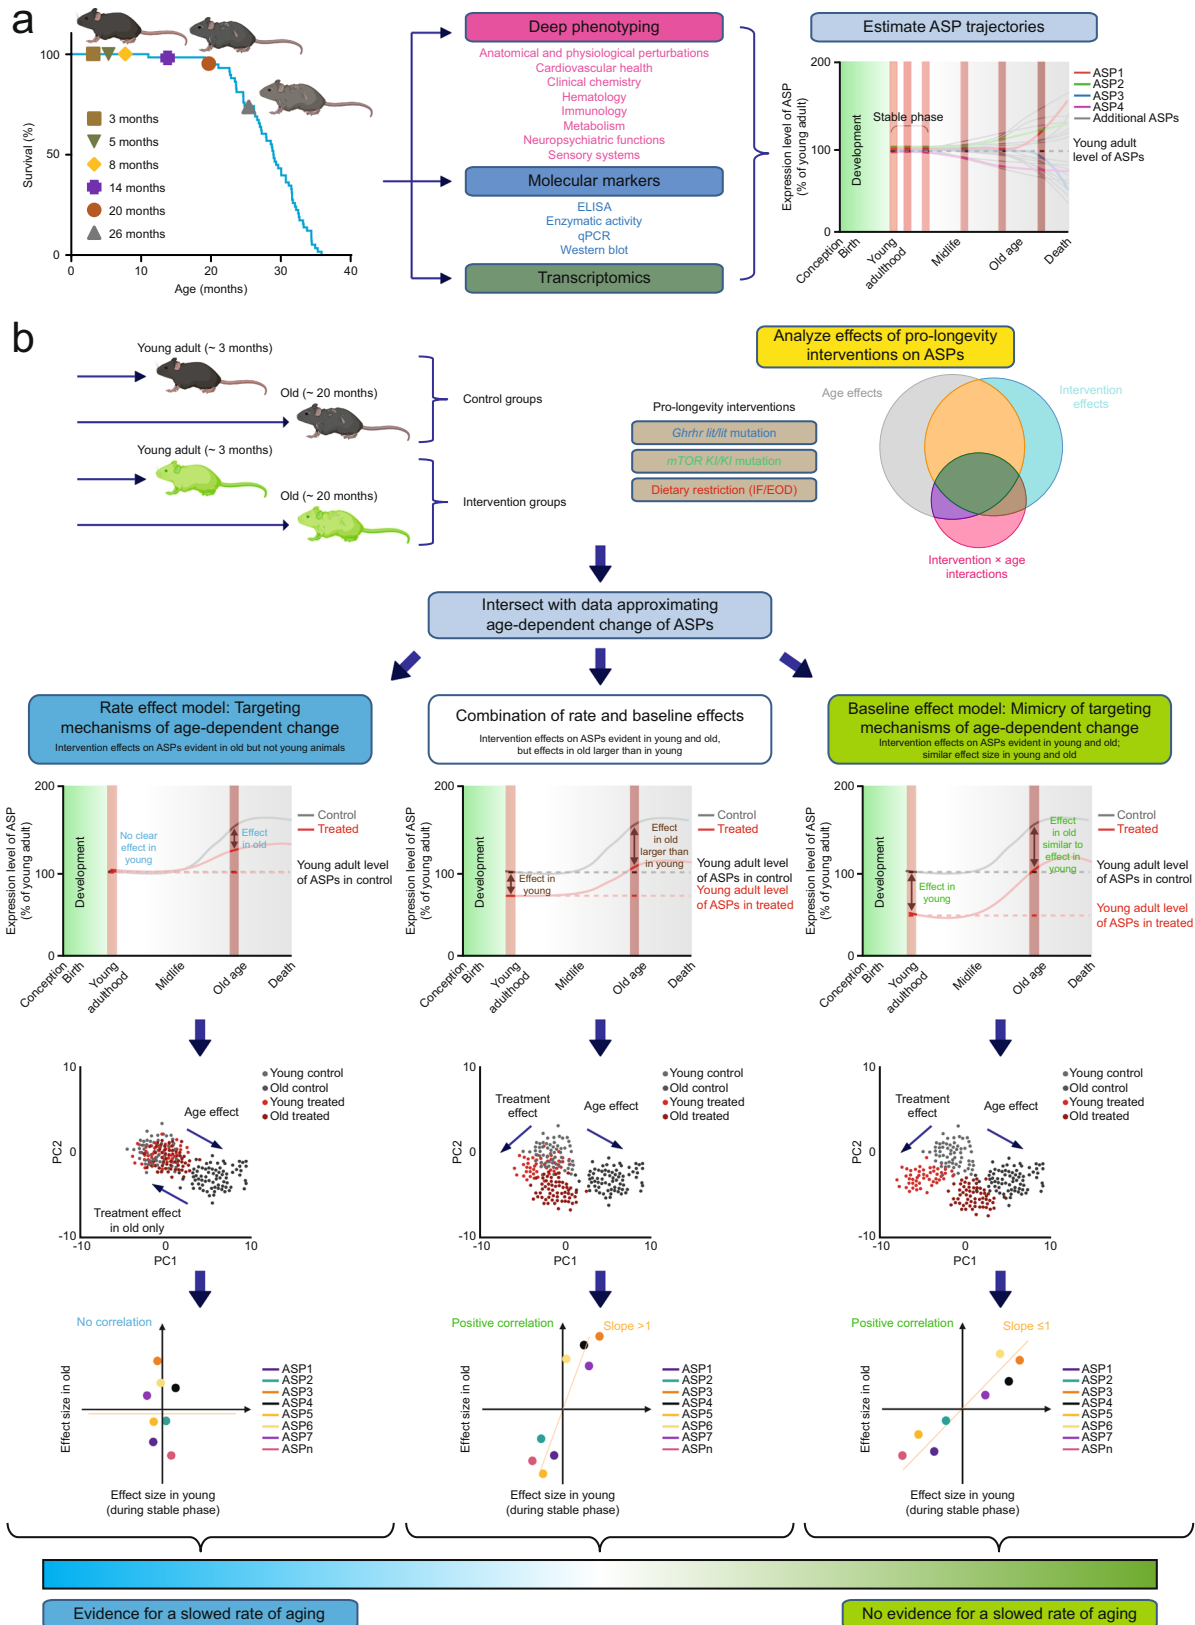 a
Survival (%)
100
50
0
3 months
5 months
8 months
14 months
20 months
26 months
0 10 20 30 40
Age (months)
Deep phenotyping
Anatomical and physiological perturbations
Cardiovascular health
Clinical chemistry
Hematology
Immunology
Metabolism
Neuropsychiatric functions
Sensory systems
Molecular markers
ELISA
Enzymatic activity
qPCR
Western blot
Transcriptomics
Estimate ASP trajectories
Expression level of ASP
(% of young adult)
200
100
0
Development
Stable phase
ASP1
ASP2
ASP3
ASP4
Additional ASPs
Young adult
level of ASPs
Conception
Birth
Young
adulthood
Midlife
Old age
Death
b
Young adult (~ 3 months)
Old (~ 20 months)
Control groups
Young adult (~ 3 months)
Old (~ 20 months)
Intervention groups
Pro-longevity interventions
Ghrhr lit/lit mutation
mTOR KI/KI mutation
Dietary restriction (IF/EOD)
Analyze effects of pro-longevity
interventions on ASPs
Age effects
Intervention
effects
Intervention × age
interactions
Intersect with data approximating
age-dependent change of ASPs
Rate effect model: Targeting
mechanisms of age-dependent change
Intervention effects on ASPs evident in old but not young animals
Combination of rate and baseline effects
Intervention effects on ASPs evident in young and old,
but effects in old larger than in young
Baseline effect model: Mimicry of targeting
mechanisms of age-dependent change
Intervention effects on ASPs evident in young and old;
similar effect size in young and old
Expression level of ASP
(% of young adult)
200
100
0
Development
No clear
effect in
young
Effect
in old
Control
Treated
Young adult level
of ASPs in control
Conception
Birth
Young
adulthood
Midlife
Old age
Death
Expression level of ASP
(% of young adult)
200
100
0
Development
Effect in
young
Effect
in old
larger than
in young
Control
Treated
Young adult level
of ASPs in control
Young adult level
of ASPs in treated
Conception
Birth
Young
adulthood
Midlife
Old age
Death
Expression level of ASP
(% of young adult)
200
100
0
Development
Effect in
young
Effect
in old
similar to
effect in
young
Control
Treated
Young adult level
of ASPs in control
Young adult level
of ASPs in treated
Conception
Birth
Young
adulthood
Midlife
Old age
Death
PC2
10
0
-10
Young control
Old control
Young treated
Old treated
Age effect
Treatment effect
in old only
0 10
PC1
PC2
10
0
-10
Young control
Old control
Young treated
Old treated
Treatment
effect
Age effect
-10 0 10
PC1
PC2
10
0
-10
Young control
Old control
Young treated
Old treated
Treatment
effect
Age effect
-10 0 10
PC1
No correlation
Effect size in old
ASP1
ASP2
ASP3
ASP4
ASP5
ASP6
ASP7
ASPn
Effect size in young
(during stable phase)
Positive correlation
Slope >1
Effect size in old
ASP1
ASP2
ASP3
ASP4
ASP5
ASP6
ASP7
ASPn
Effect size in young
(during stable phase)
Positive correlation
Slope ≤1
Effect size in old
ASP1
ASP2
ASP3
ASP4
ASP5
ASP6
ASP7
ASPn
Effect size in young
(during stable phase)
Evidence for a slowed rate of aging
No evidence for a slowed rate of aging